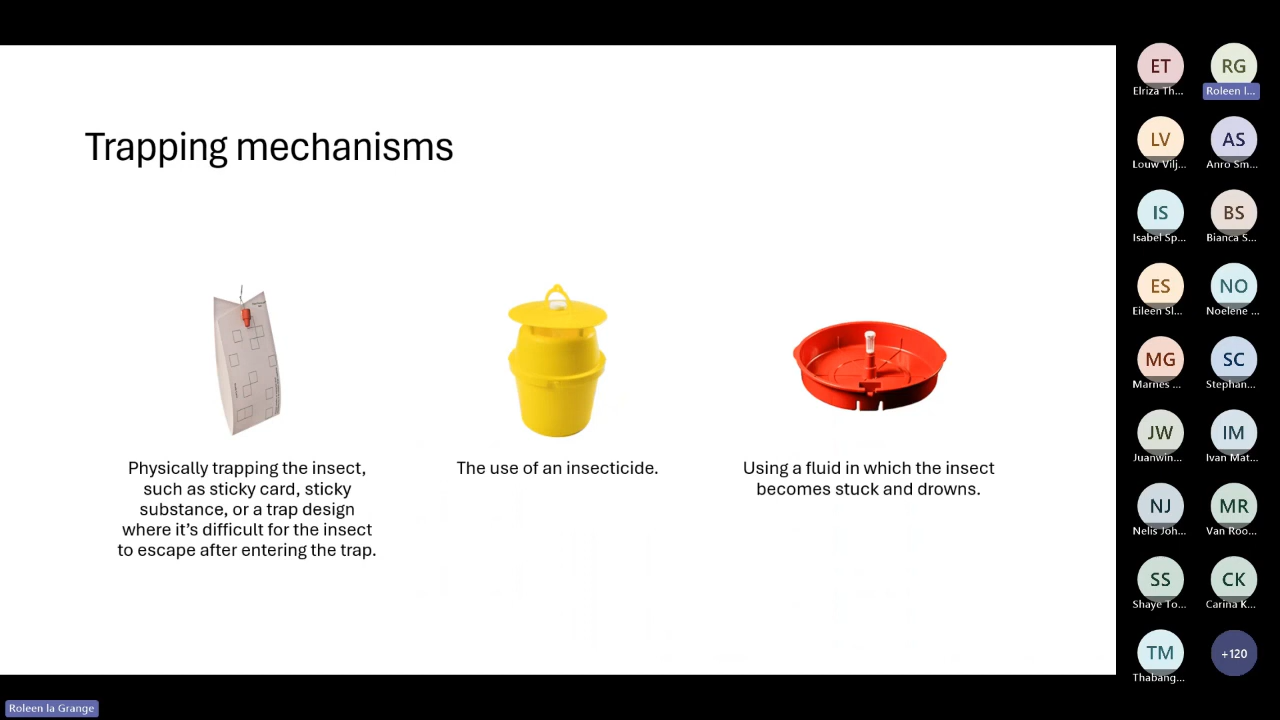 Trapping mechanisms
Physically trapping the insect,
such as sticky card, sticky
substance, or a trap design
where it’s difficult for the insect
to escape after entering the trap.
The use of an insecticide.
Using a fluid in which the insect
becomes stuck and drowns.
ET
Elriza Th...
RG
Roleen l...
LV
Louw Vilj...
AS
Anro Sm...
IS
Isabel Sp...
BS
Bianca S...
ES
Eileen Sl...
NO
Noelene ...
MG
Marnes ...
SC
Stephan...
JW
Juanwin...
IM
Ivan Mat...
NJ
Nelis Joh...
MR
Van Roo...
SS
Shaye To...
CK
Carina K...
TM
Thabang...
+120
Roleen la Grange